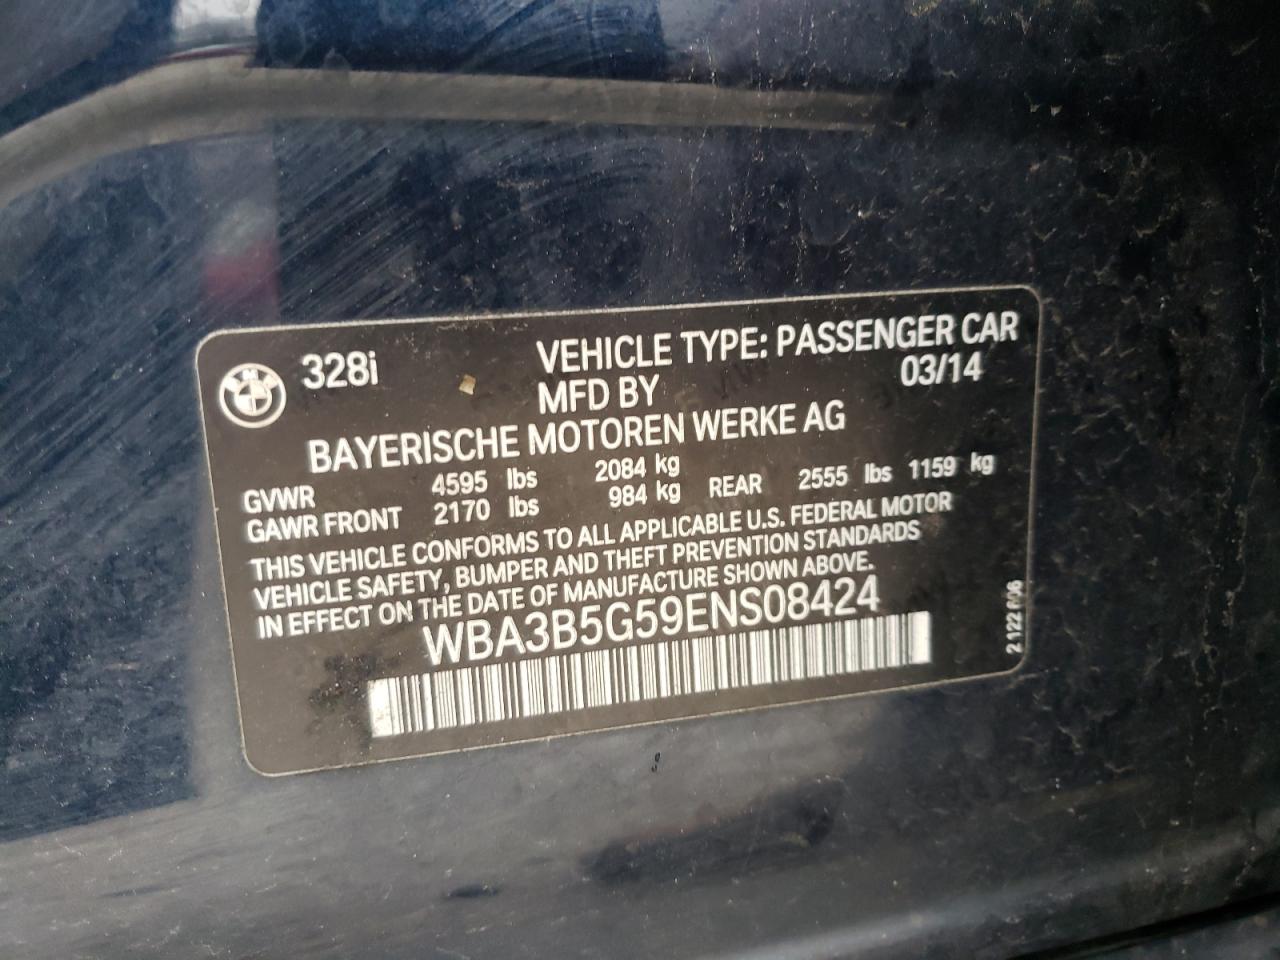 328i
VEHICLE TYPE: PASSENGER CAR
MFD BY 03/14
BAYERISCHE MOTOREN WERKE AG
GVWR 4595 lbs 2084 kg
GAWR FRONT 2170 lbs 984 kg REAR 2555 lbs 1159 kg
THIS VEHICLE CONFORMS TO ALL APPLICABLE U.S. FEDERAL MOTOR
VEHICLE SAFETY, BUMPER AND THEFT PREVENTION STANDARDS
IN EFFECT ON THE DATE OF MANUFACTURE SHOWN ABOVE.
WBA3B5G59ENS08424